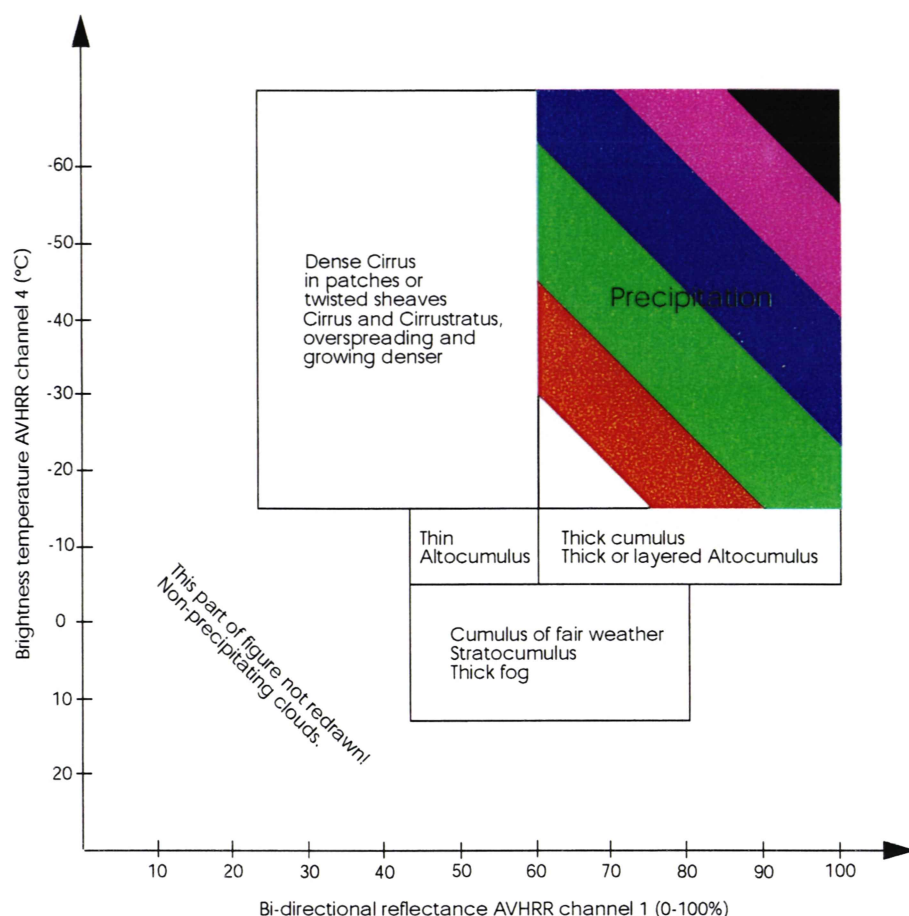 Brightness temperature AVHRR channel 4 (°C)
-60
-50
-40
-30
-20
-10
0
10
20
Dense Cirrus
in patches or
twisted sheaves
Cirrus and Cirrustratus,
overspreading and
growing denser
Precipitation
Thin
Altocumulus
Thick cumulus
Thick or layered Altocumulus
Cumulus of fair weather
Stratocumulus
Thick fog
This part of figure not redrawn!
Non-precipitating clouds.
10
20
30
40
50
60
70
80
90
100
Bi-directional reflectance AVHRR channel 1 (0-100%)